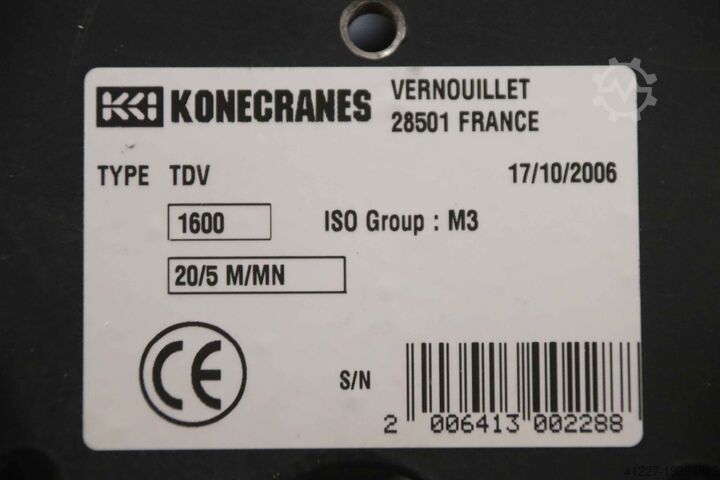 KONECRANES
VERNOUILLET
28501 FRANCE
TYPE TDV 17/10/2006
1600 ISO Group : M3
20/5 M/MN
CE
S/N
2 006413 002288